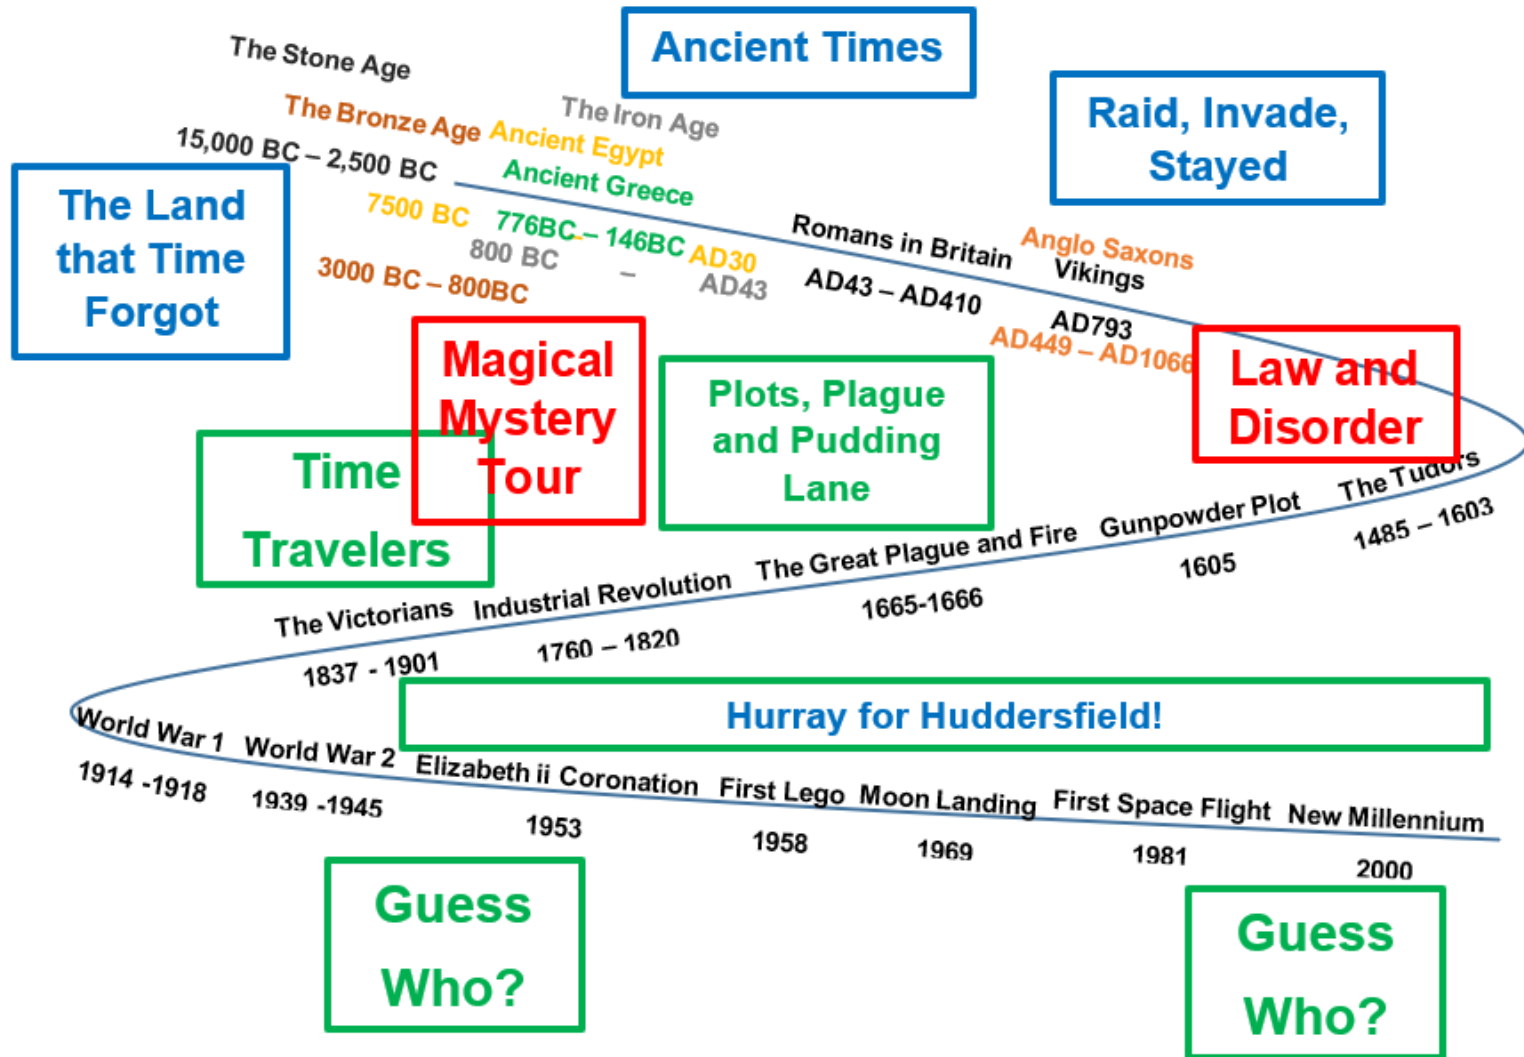 Ancient Times
The Stone Age
The Bronze Age
The Iron Age
Ancient Egypt
Ancient Greece
15,000 BC – 2,500 BC
7500 BC – AD30
776BC – 146BC
800 BC – AD43
3000 BC – 800BC
Raid, Invade,
Stayed
The Land
that Time
Forgot
Romans in Britain
AD43 – AD410
Anglo Saxons
Vikings
AD793
AD449 – AD1066
Magical
Mystery
Tour
Plots, Plague
and Pudding
Lane
Law and
Disorder
Time
Travelers
The Tudors
1485 – 1603
Gunpowder Plot
1605
The Great Plague and Fire
1665-1666
Industrial Revolution
1760 – 1820
The Victorians
1837 - 1901
Hurray for Huddersfield!
World War 1
1914 -1918
World War 2
1939 -1945
Elizabeth ii Coronation
1953
First Lego
1958
Moon Landing
1969
First Space Flight
1981
New Millennium
2000
Guess
Who?
Guess
Who?